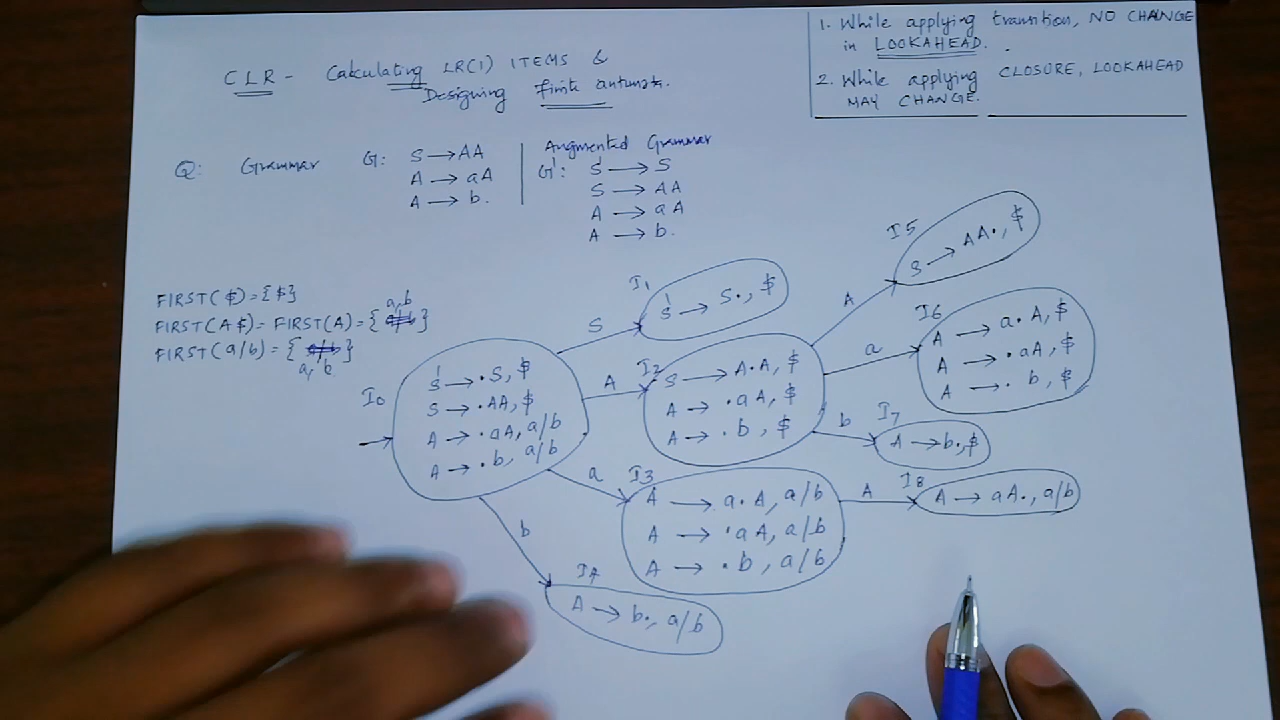 1. While applying transition, NO CHANGE
in LOOKAHEAD.
2. While applying CLOSURE, LOOKAHEAD
MAY CHANGE.
CLR - Calculating LR(1) ITEMS &
Designing finite automata.
Q: Grammar G: S → AA
A → aA
A → b.
Augmented Grammar
G': S' → S
S → AA
A → aA
A → b.
FIRST($) = {$}
FIRST(A$) = FIRST(A) = {a,b}
FIRST(a/b) = {a,b}
I0
S' → .S, $
S → .AA, $
A → .aA, a/b
A → .b, a/b
S
I1
S' → S., $
A
I2
S → A.A, $
A → .aA, $
A → .b, $
a
I3
A → a.A, a/b
A → .aA, a/b
A → .b, a/b
b
I4
A → b., a/b
A
I5
S → AA., $
a
I6
A → a.A, $
A → .aA, $
A → .b, $
b
I7
A → b., $
A
I8
A → aA., a/b